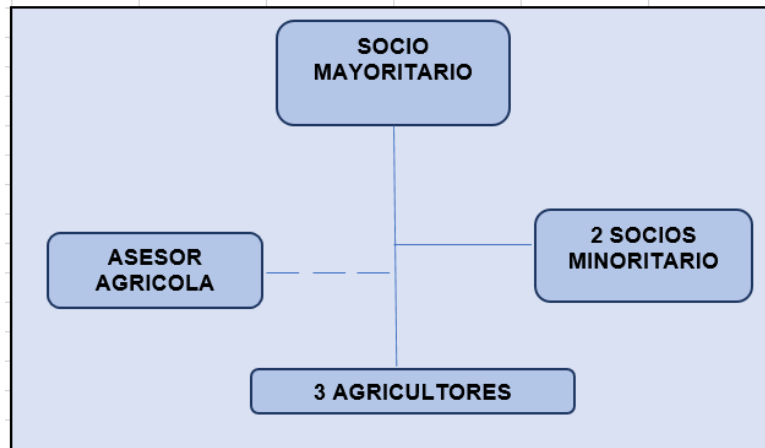 SOCIO
MAYORITARIO
2 SOCIOS
MINORITARIO
ASESOR
AGRICOLA
3 AGRICULTORES